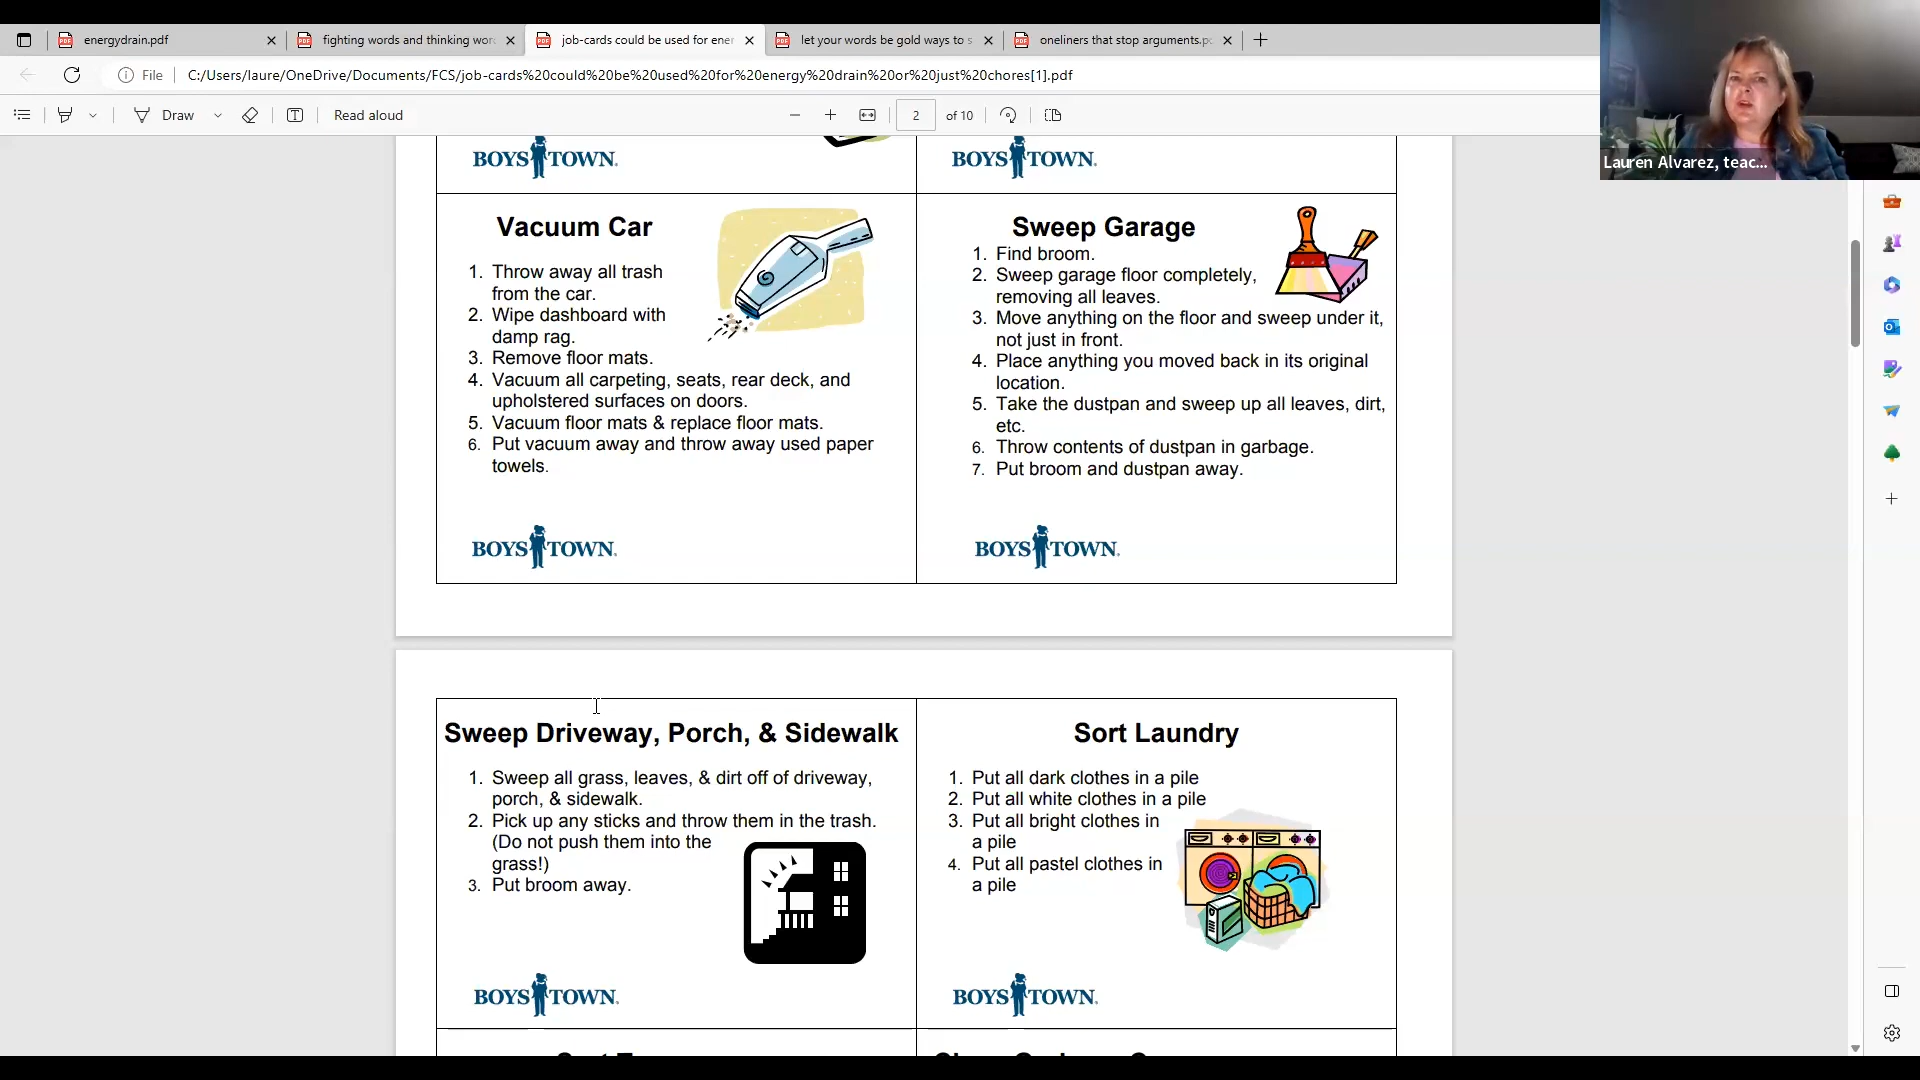 energydrain.pdf
fighting words and thinking wor
job-cards could be used for ener
let your words be gold ways to s
oneliners that stop arguments.p
File
C:/Users/laure/OneDrive/Documents/FCS/job-cards%20could%20be%20used%20for%20energy%20drain%20or%20just%20chores[1].pdf
Draw
Read aloud
2 of 10
Lauren Alvarez, teac...
BOYS TOWN.
BOYS TOWN.
Vacuum Car
1. Throw away all trash
from the car.
2. Wipe dashboard with
damp rag.
3. Remove floor mats.
4. Vacuum all carpeting, seats, rear deck, and
upholstered surfaces on doors.
5. Vacuum floor mats & replace floor mats.
6. Put vacuum away and throw away used paper
towels.
BOYS TOWN.
Sweep Garage
1. Find broom.
2. Sweep garage floor completely,
removing all leaves.
3. Move anything on the floor and sweep under it,
not just in front.
4. Place anything you moved back in its original
location.
5. Take the dustpan and sweep up all leaves, dirt,
etc.
6. Throw contents of dustpan in garbage.
7. Put broom and dustpan away.
BOYS TOWN.
Sweep Driveway, Porch, & Sidewalk
1. Sweep all grass, leaves, & dirt off of driveway,
porch, & sidewalk.
2. Pick up any sticks and throw them in the trash.
(Do not push them into the
grass!)
3. Put broom away.
BOYS TOWN.
Sort Laundry
1. Put all dark clothes in a pile
2. Put all white clothes in a pile
3. Put all bright clothes in
a pile
4. Put all pastel clothes in
a pile
BOYS TOWN.